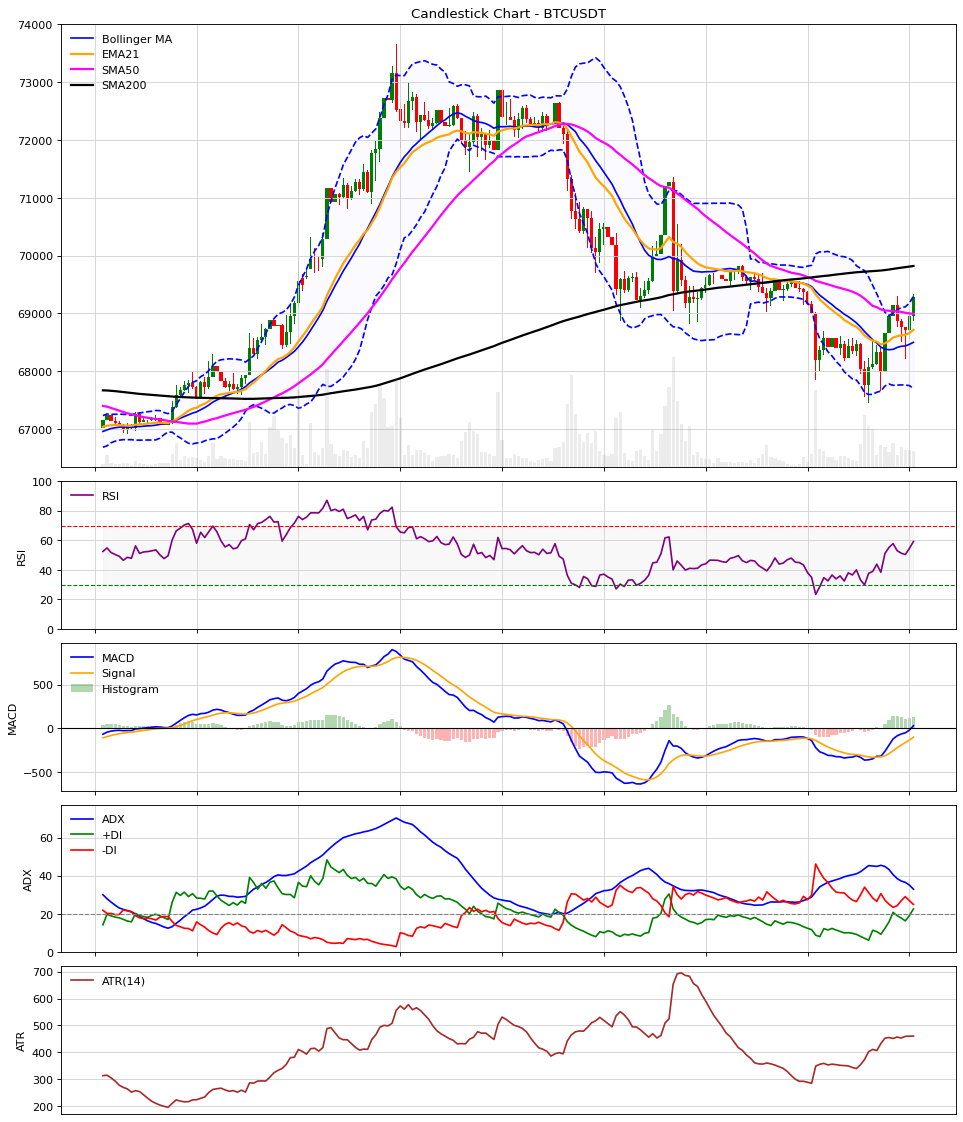 Candlestick Chart - BTCUSDT
74000
73000
72000
71000
70000
69000
68000
67000
Bollinger MA
EMA21
SMA50
SMA200
100
80
60
40
20
0
RSI
RSI
500
0
−500
MACD
MACD
Signal
Histogram
60
40
20
0
ADX
ADX
+DI
-DI
700
600
500
400
300
200
ATR
ATR(14)